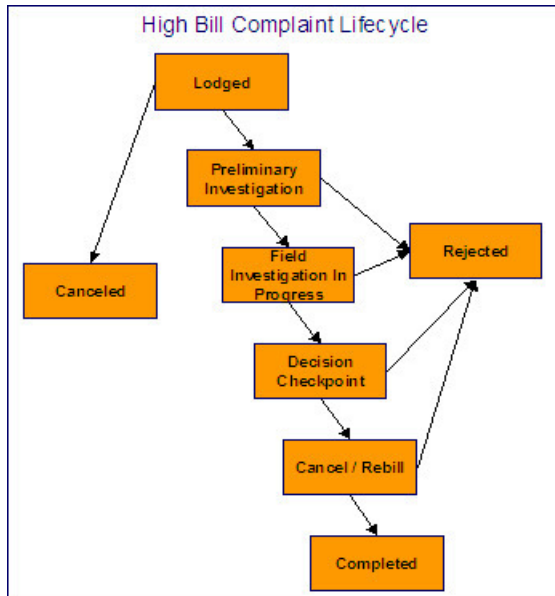 High Bill Complaint Lifecycle
Lodged
Preliminary
Investigation
Rejected
Field
Investigation In
Progress
Canceled
Decision
Checkpoint
Cancel / Rebill
Completed